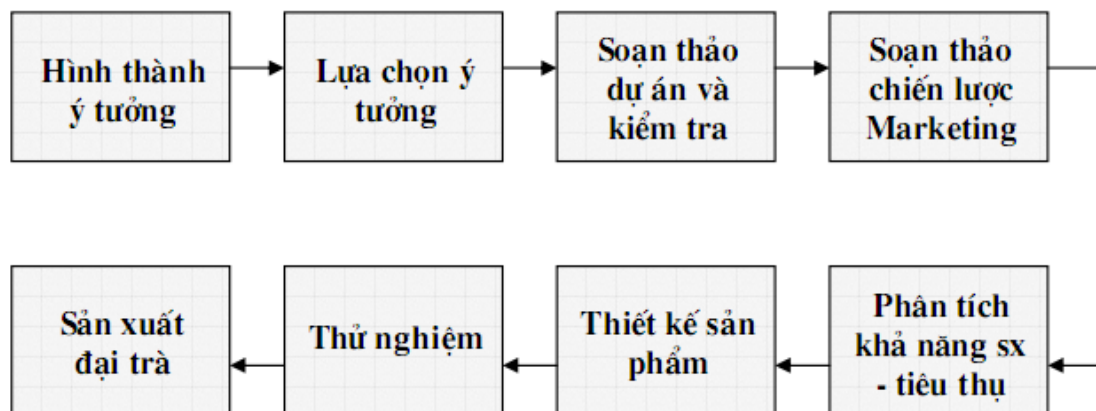 Hình thành
ý tưởng
Lựa chọn ý
tưởng
Soạn thảo
dự án và
kiểm tra
Soạn thảo
chiến lược
Marketing
Sản xuất
đại trà
Thử nghiệm
Thiết kế sản
phẩm
Phân tích
khả năng sx
- tiêu thụ